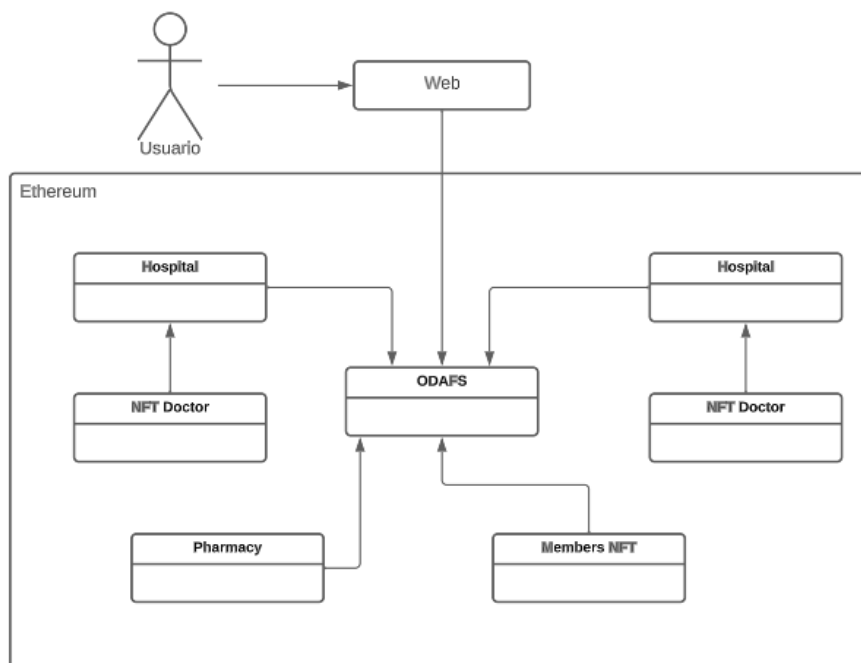 Web
Usuario
Ethereum
Hospital
Hospital
ODAFS
NFT Doctor
NFT Doctor
Pharmacy
Members NFT